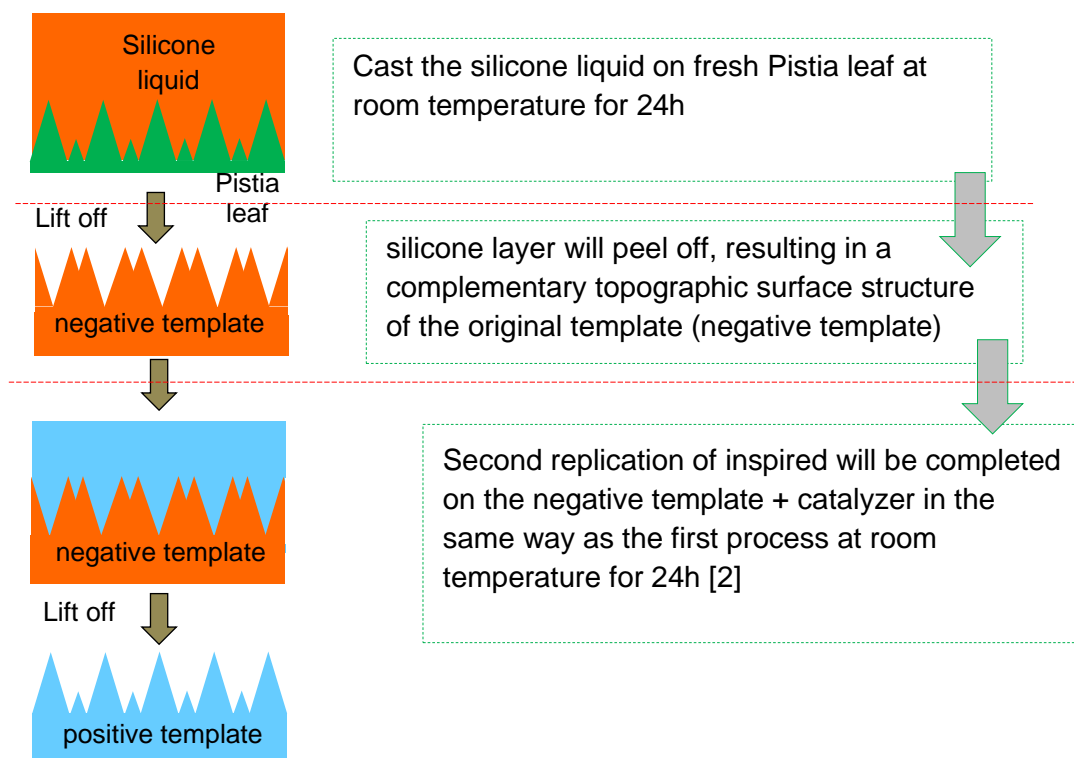 Silicone
liquid
Cast the silicone liquid on fresh Pistia leaf at
room temperature for 24h
Pistia
leaf
Lift off
negative template
silicone layer will peel off, resulting in a
complementary topographic surface structure
of the original template (negative template)
negative template
Second replication of inspired will be completed
on the negative template + catalyzer in the
same way as the first process at room
temperature for 24h [2]
Lift off
positive template